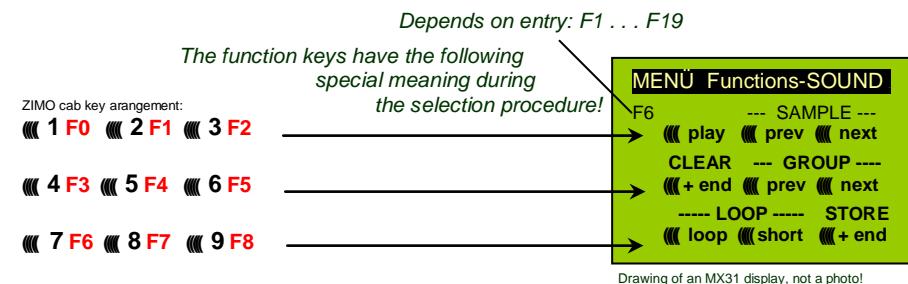 Depends on entry: F1 . . . F19
The function keys have the following
special meaning during
the selection procedure!
ZIMO cab key arangement:
((((( 1 F0 ((((( 2 F1 ((((( 3 F2
((((( 4 F3 ((((( 5 F4 ((((( 6 F5
((((( 7 F6 ((((( 8 F7 ((((( 9 F8
MENÜ Functions-SOUND
F6 --- SAMPLE ---
((((( play ((((( prev ((((( next
CLEAR --- GROUP ----
(((((+ end ((((( prev ((((( next
----- LOOP ----- STORE
((((( loop (((((short (((((+ end
Drawing of an MX31 display, not a photo!